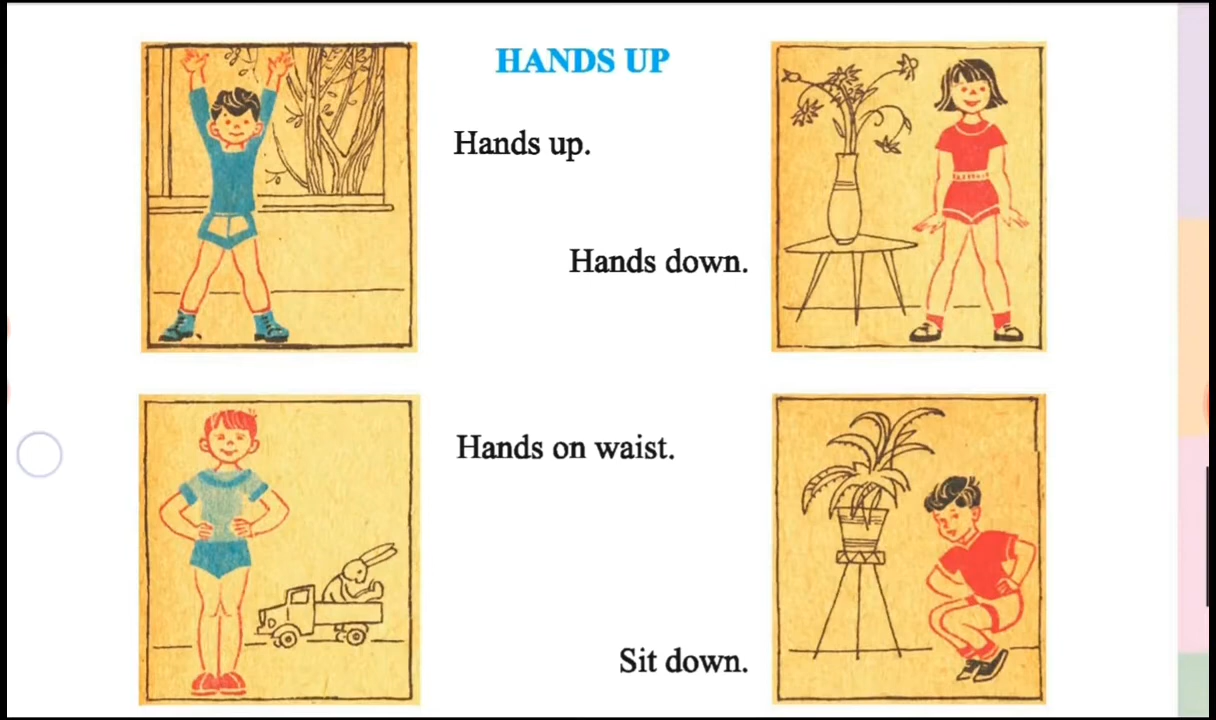 HANDS UP
Hands up.
Hands down.
Hands on waist.
Sit down.